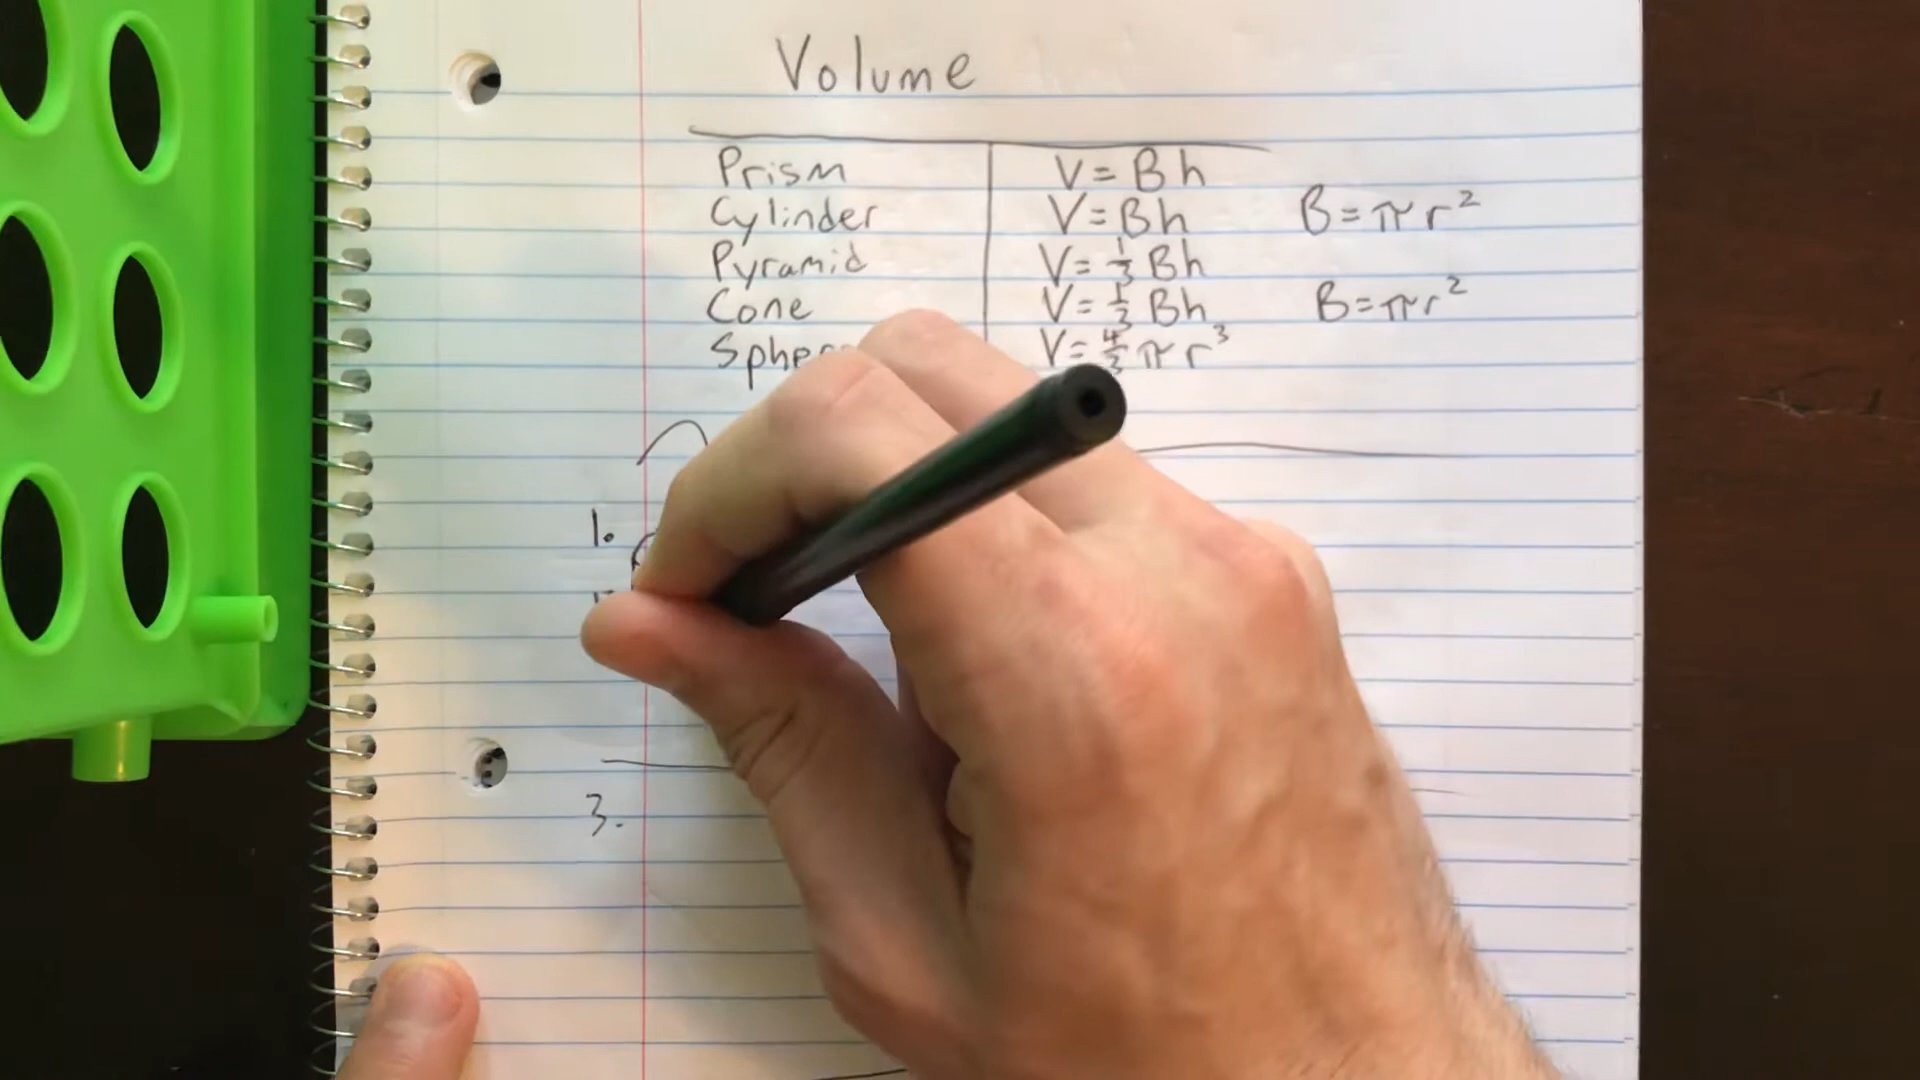 Volume
Prism V = Bh
Cylinder V = Bh B = πr²
Pyramid V = 1/3 Bh
Cone V = 1/3 Bh B = πr²
V = 4/3 πr³
1.
3.